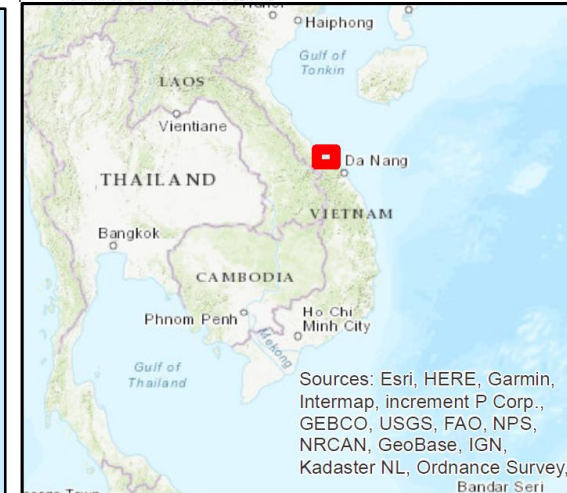 Haiphong
Gulf of
Tonkin
LAOS
Vientiane
Da Nang
THAILAND
VIETNAM
Bangkok
CAMBODIA
Phnom Penh
Ho Chi
Minh City
Mekong
Gulf of
Thailand
Sources: Esri, HERE, Garmin,
Intermap, increment P Corp.,
GEBCO, USGS, FAO, NPS,
NRCAN, GeoBase, IGN,
Kadaster NL, Ordnance Survey,
Bandar Seri